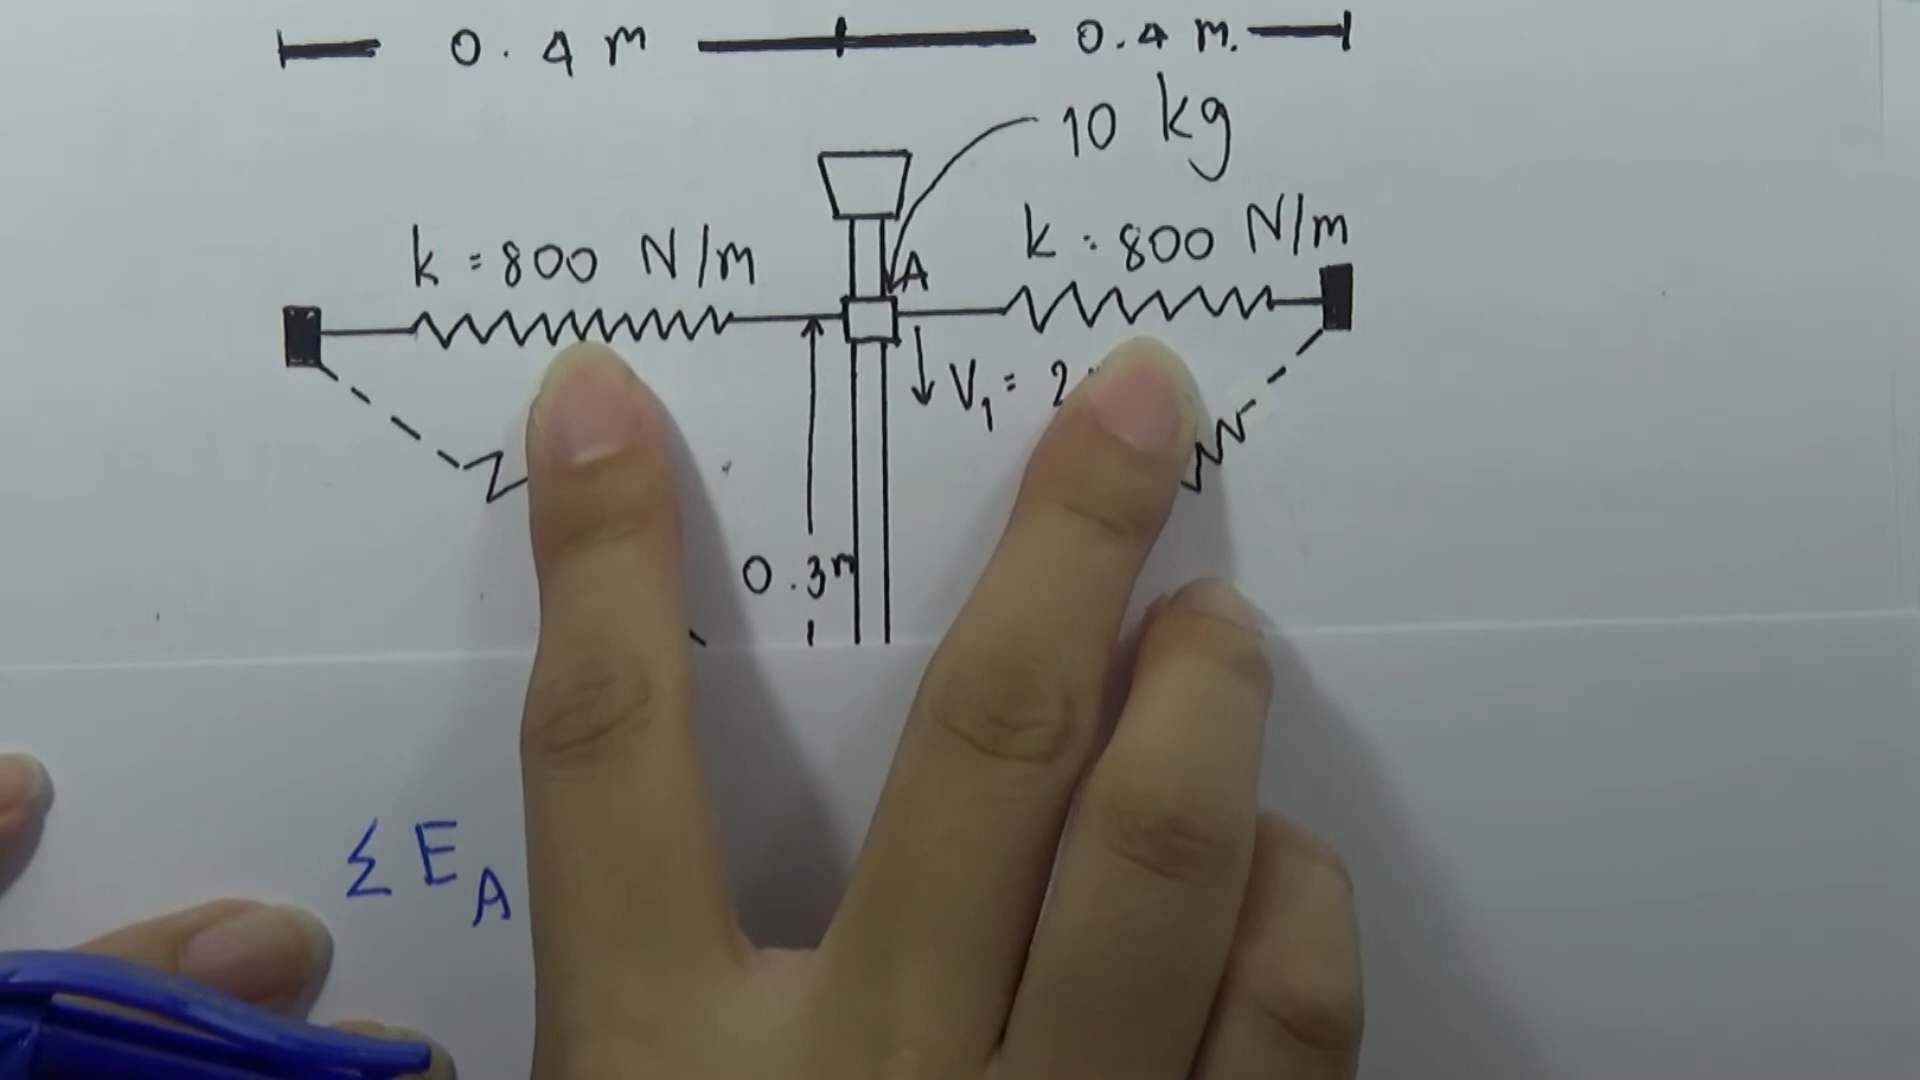 0.4 m 0.4 m.
10 kg
k = 800 N/m k : 800 N/m
A
V1 = 2
0.3m
ΣEA